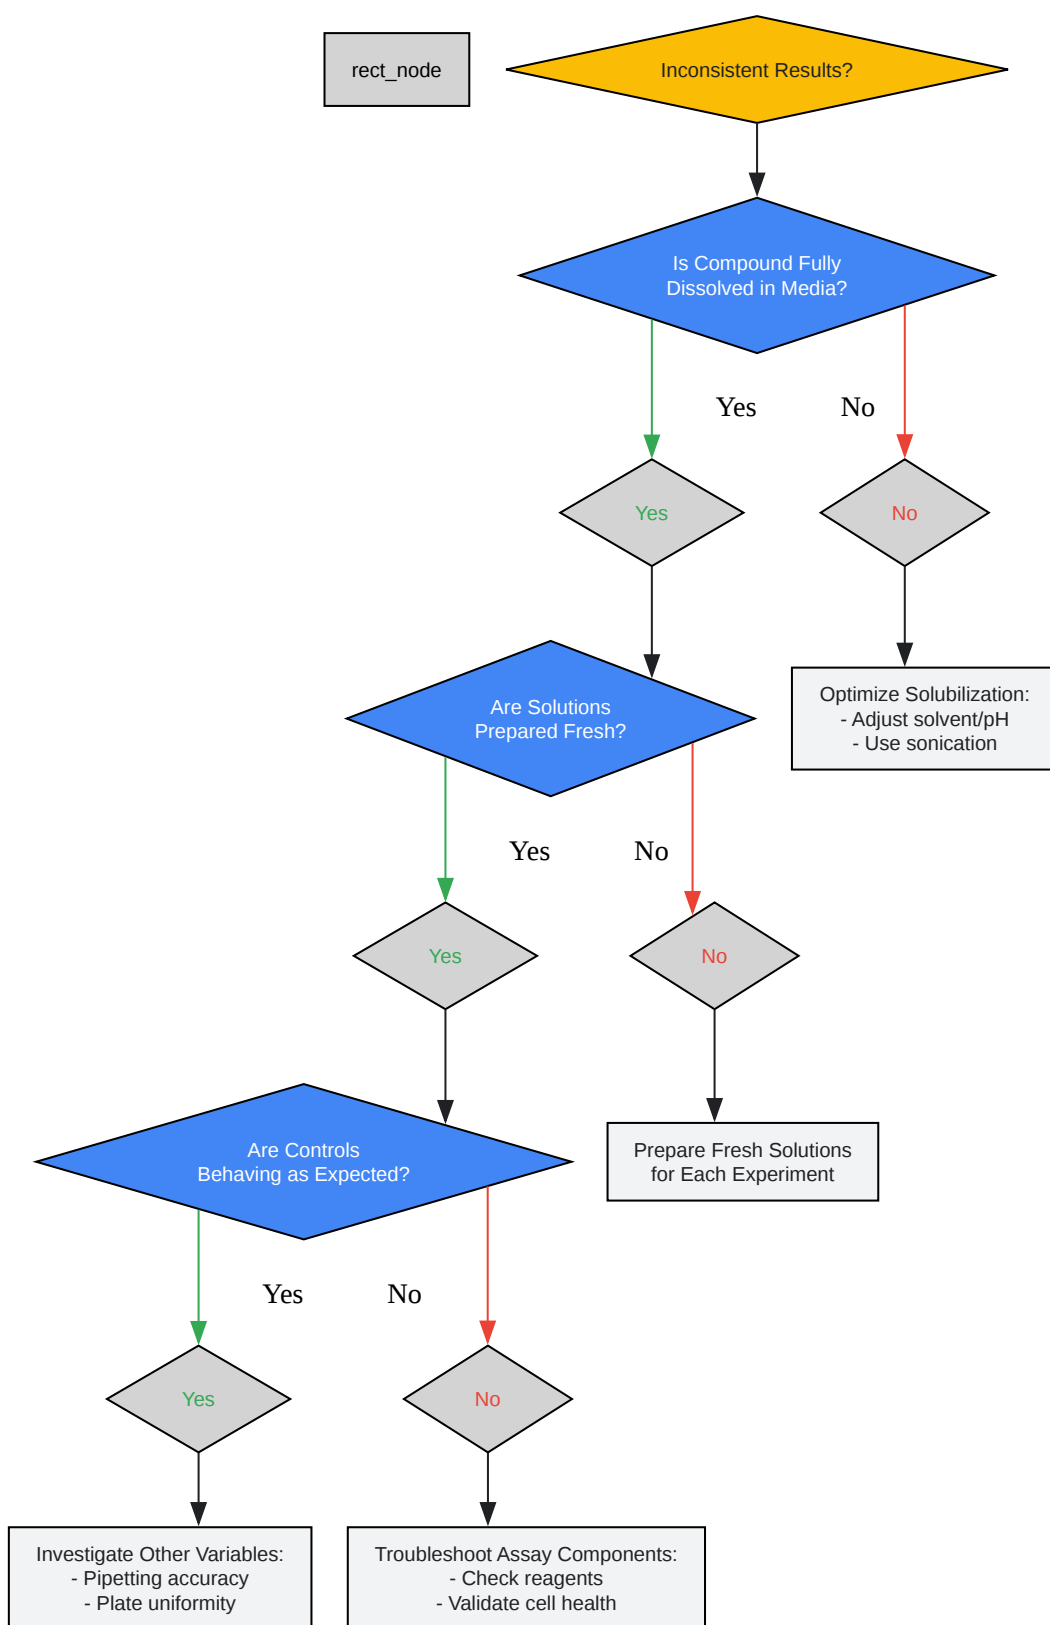 rect_node
Inconsistent Results?
Is Compound Fully
Dissolved in Media?
Yes
No
Yes
No
Are Solutions
Prepared Fresh?
Optimize Solubilization:
- Adjust solvent/pH
- Use sonication
Yes
No
Yes
No
Are Controls
Behaving as Expected?
Prepare Fresh Solutions
for Each Experiment
Yes
No
Yes
No
Investigate Other Variables:
- Pipetting accuracy
- Plate uniformity
Troubleshoot Assay Components:
- Check reagents
- Validate cell health